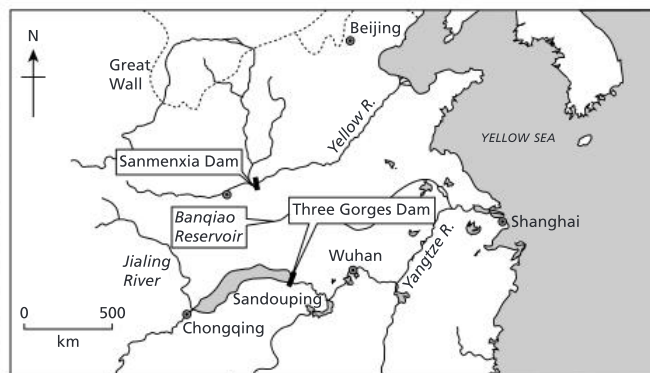 N
Beijing
Great
Wall
Yellow R.
YELLOW SEA
Sanmenxia Dam
Three Gorges Dam
Banqiao
Reservoir
Shanghai
Jialing
River
Wuhan
Yangtze R.
Sandouping
0 500
km
Chongqing